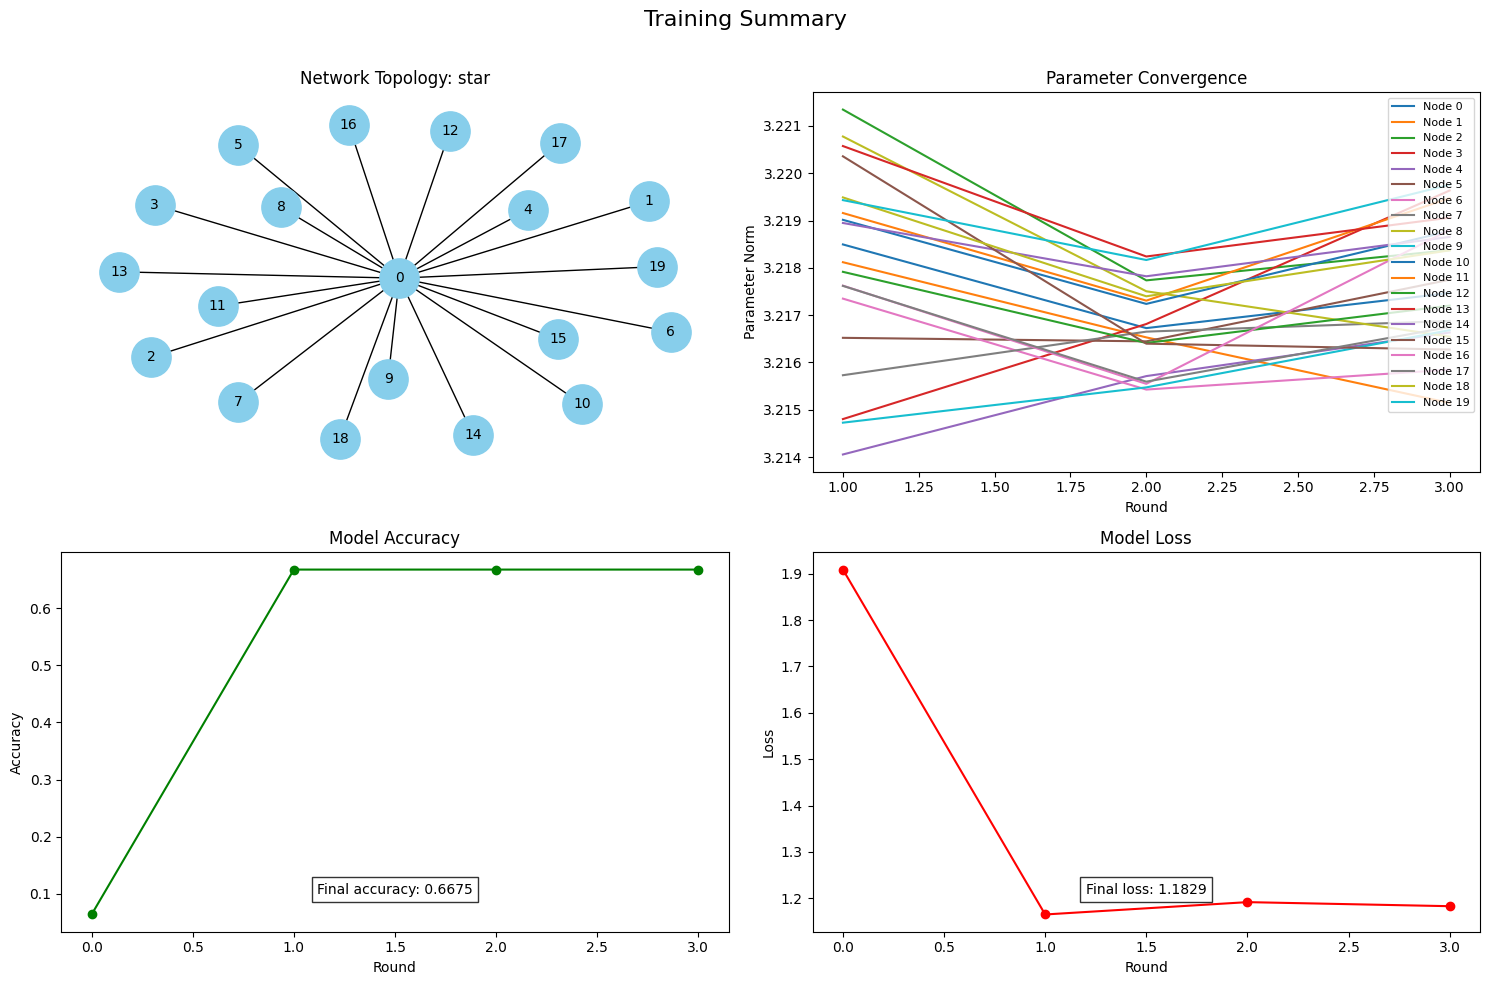 Training Summary
Network Topology: star
16
12
5
17
3
8
4
1
13
0
19
11
6
2
15
9
7
10
18
14
Parameter Convergence
Parameter Norm
3.221
3.220
3.219
3.218
3.217
3.216
3.215
3.214
Node 0
Node 1
Node 2
Node 3
Node 4
Node 5
Node 6
Node 7
Node 8
Node 9
Node 10
Node 11
Node 12
Node 13
Node 14
Node 15
Node 16
Node 17
Node 18
Node 19
1.00 1.25 1.50 1.75 2.00 2.25 2.50 2.75 3.00
Round
Model Accuracy
Accuracy
0.6
0.5
0.4
0.3
0.2
0.1
Final accuracy: 0.6675
0.0 0.5 1.0 1.5 2.0 2.5 3.0
Round
Model Loss
Loss
1.9
1.8
1.7
1.6
1.5
1.4
1.3
1.2
Final loss: 1.1829
0.0 0.5 1.0 1.5 2.0 2.5 3.0
Round